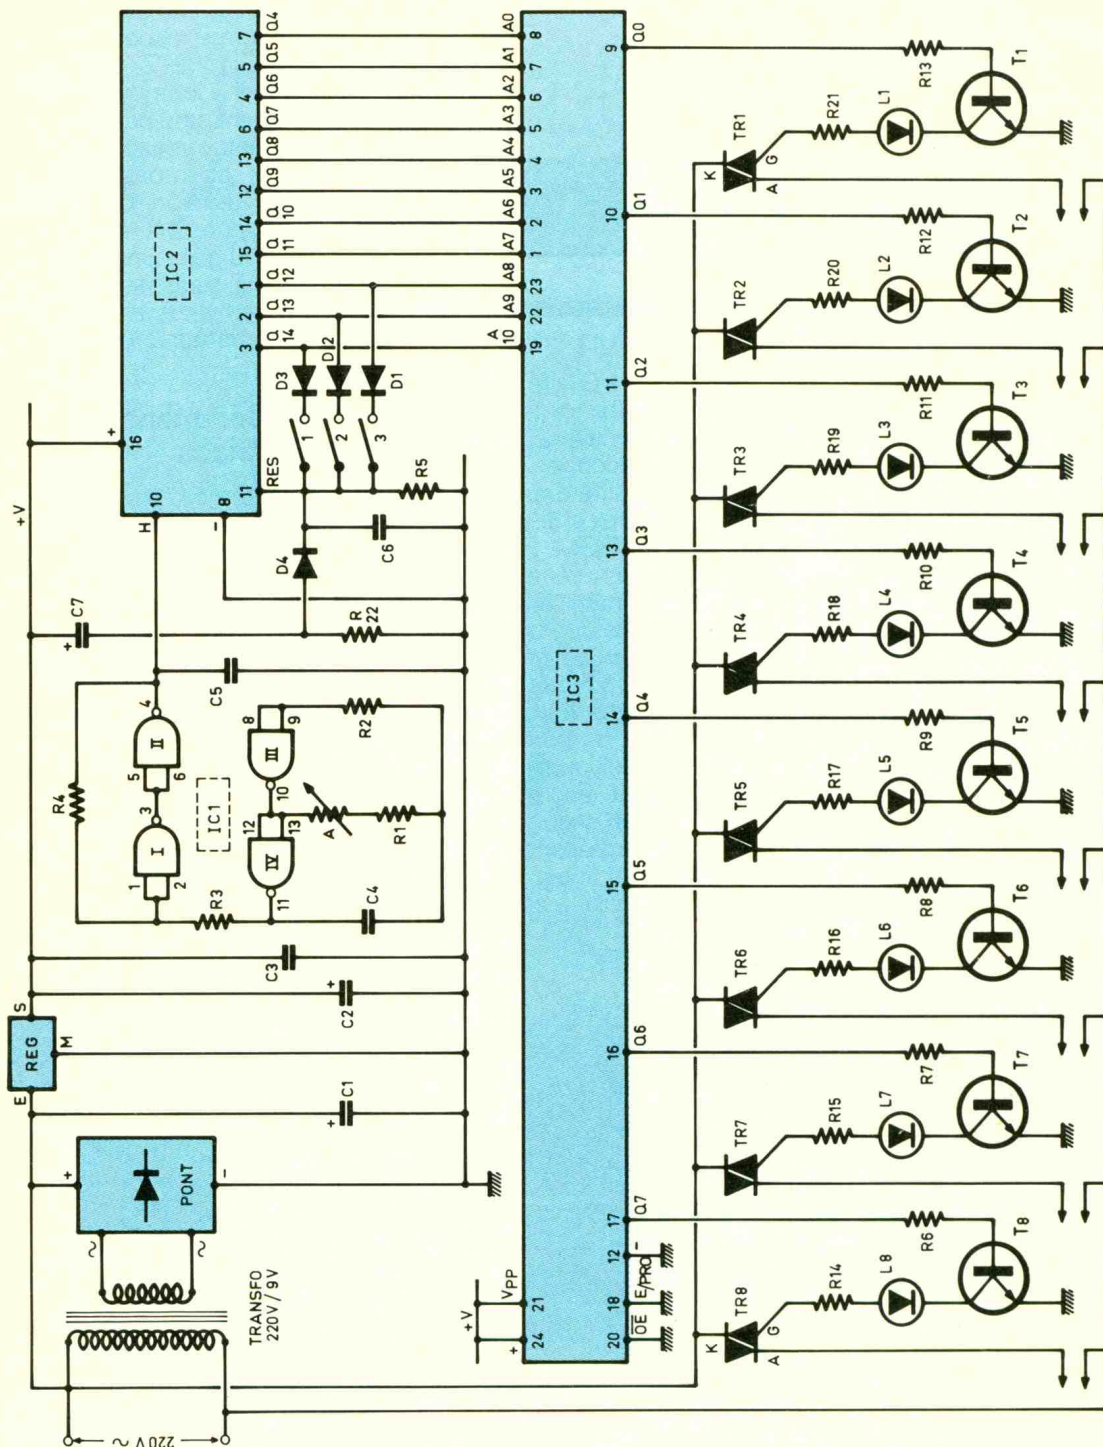 220V ~
TRANSFO
220V / 9V
~
~
+
-
PONT
E
REG
S
M
+ C1
+ C2
C3
C4
R3
R4
1
2
I
3
5
6
II
4
IC1
11
IV
12
13
10
III
8
9
A
R1
R2
C5
+ C7
R
22
D4
C6
R5
+V
H
10
-
8
+
16
RES
11
IC2
1
2
3
D3
D2
D1
3
Q
14
2
Q
13
1
Q
12
15
Q
11
14
Q
10
12
Q9
13
Q8
6
Q7
4
Q6
5
Q5
7
Q4
A
10
19
A9
22
A8
23
A7
1
A6
2
A5
3
A4
4
A3
5
A2
6
A1
7
A0
8
IC3
+V
+
24
VPP
21
20
OE
18
E/PRO
12
-
17
Q7
16
Q6
15
Q5
14
Q4
13
Q3
11
Q2
10
Q1
9
Q0
K
TR8
G
A
R14
L8
R6
T8
TR7
R15
L7
R7
T7
TR6
R16
L6
R8
T6
TR5
R17
L5
R9
T5
TR4
R18
L4
R10
T4
TR3
R19
L3
R11
T3
TR2
R20
L2
R12
T2
K
TR1
G
A
R21
L1
R13
T1